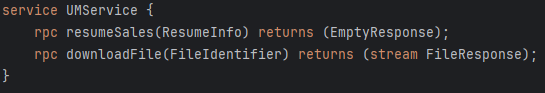 service UMService {
    rpc resumeSales(ResumeInfo) returns (EmptyResponse);
    rpc downloadFile(FileIdentifier) returns (stream FileResponse);
}